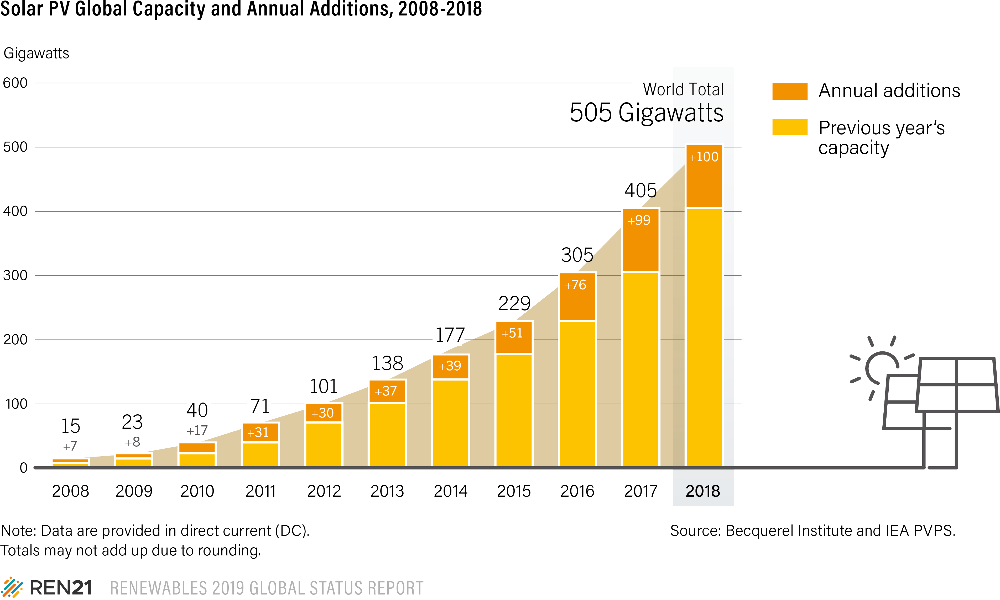 Solar PV Global Capacity and Annual Additions, 2008-2018
Gigawatts
600
500
400
300
200
100
0
World Total
505 Gigawatts
Annual additions
Previous year‘s
capacity
15
+7
23
+8
40
+17
71
+31
101
+30
138
+37
177
+39
229
+51
305
+76
405
+99
+100
2008 2009 2010 2011 2012 2013 2014 2015 2016 2017 2018
Note: Data are provided in direct current (DC).
Totals may not add up due to rounding.
Source: Becquerel Institute and IEA PVPS.
REN21 RENEWABLES 2019 GLOBAL STATUS REPORT